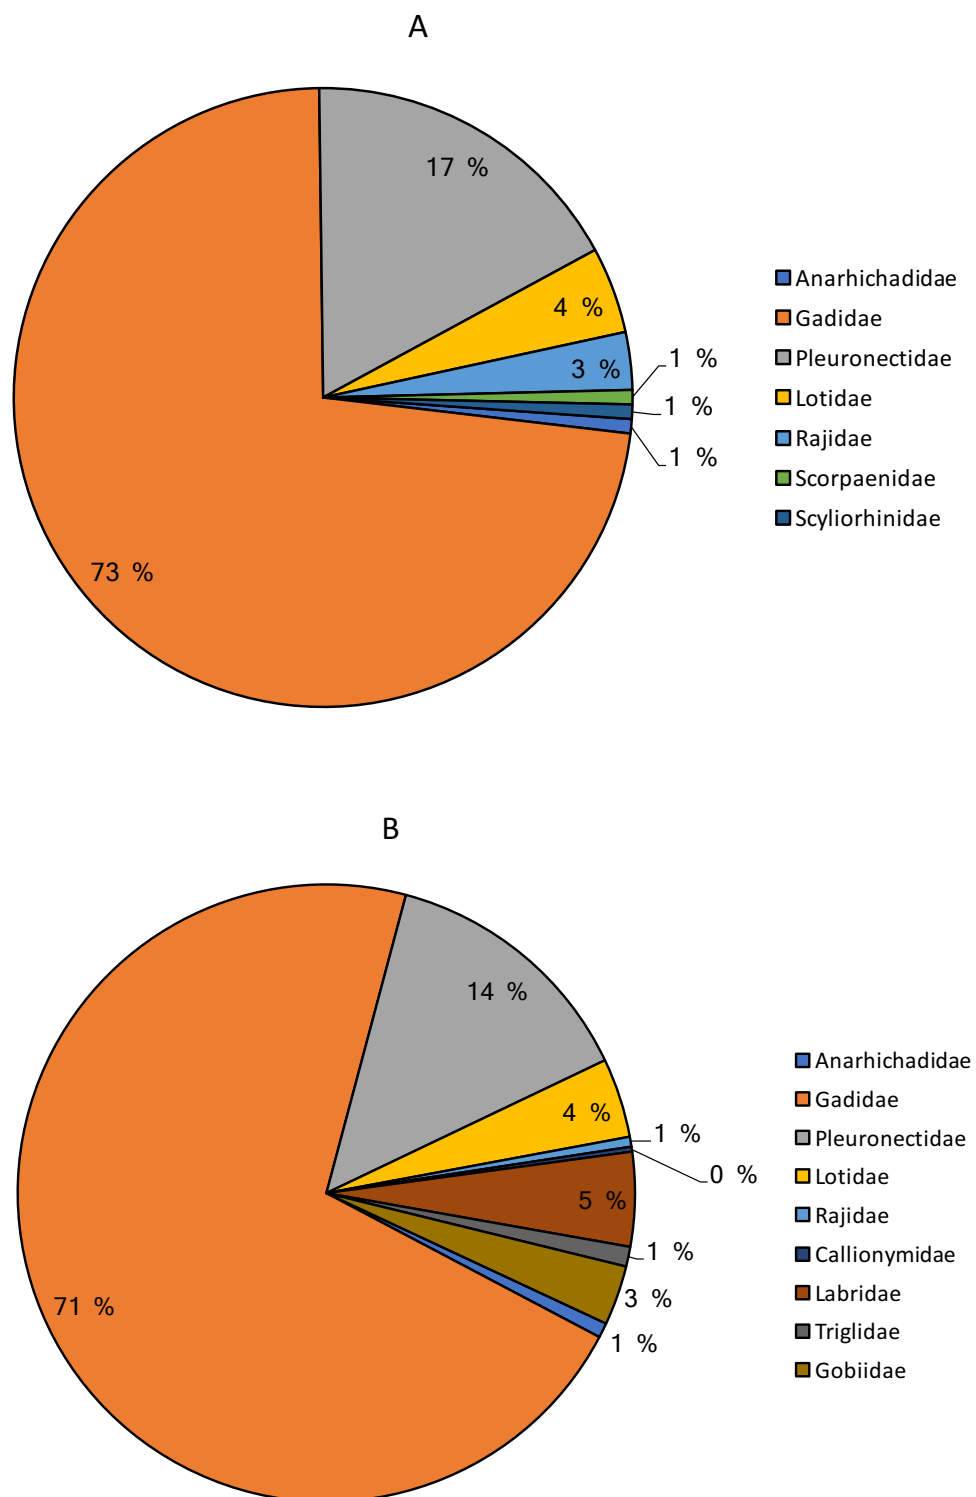 A
17 %
4 %
3 %
1 %
1 %
1 %
73 %
Anarhichadidae
Gadidae
Pleuronectidae
Lotidae
Rajidae
Scorpaenidae
Scyliorhinidae
B
14 %
4 %
1 %
0 %
5 %
1 %
3 %
1 %
71 %
Anarhichadidae
Gadidae
Pleuronectidae
Lotidae
Rajidae
Callionymidae
Labridae
Triglidae
Gobiidae